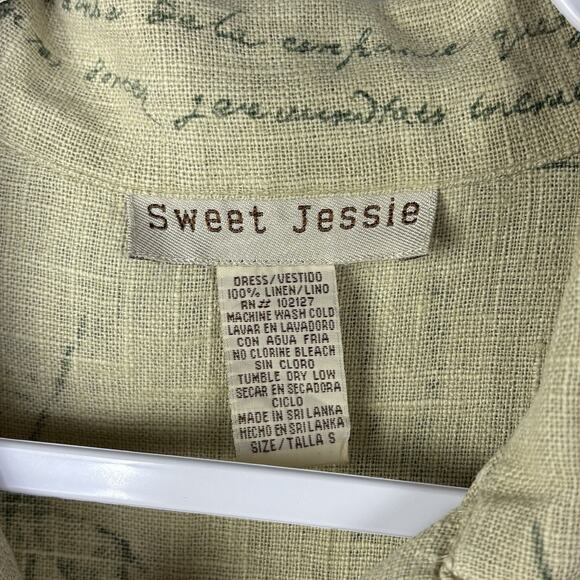 de la
Sweet Jessie
DRESS/VESTIDO
100% LINEN/LINO
RN# 102127
MACHINE WASH COLD
LAVAR EN LAVADORO
CON AGUA FRIA
NO CLORINE BLEACH
SIN CLORO
TUMBLE DRY LOW
SECAR EN SECADORA
CICLO
MADE IN SRI LANKA
HECHO EN SRI LANKA
SIZE/TALLA S